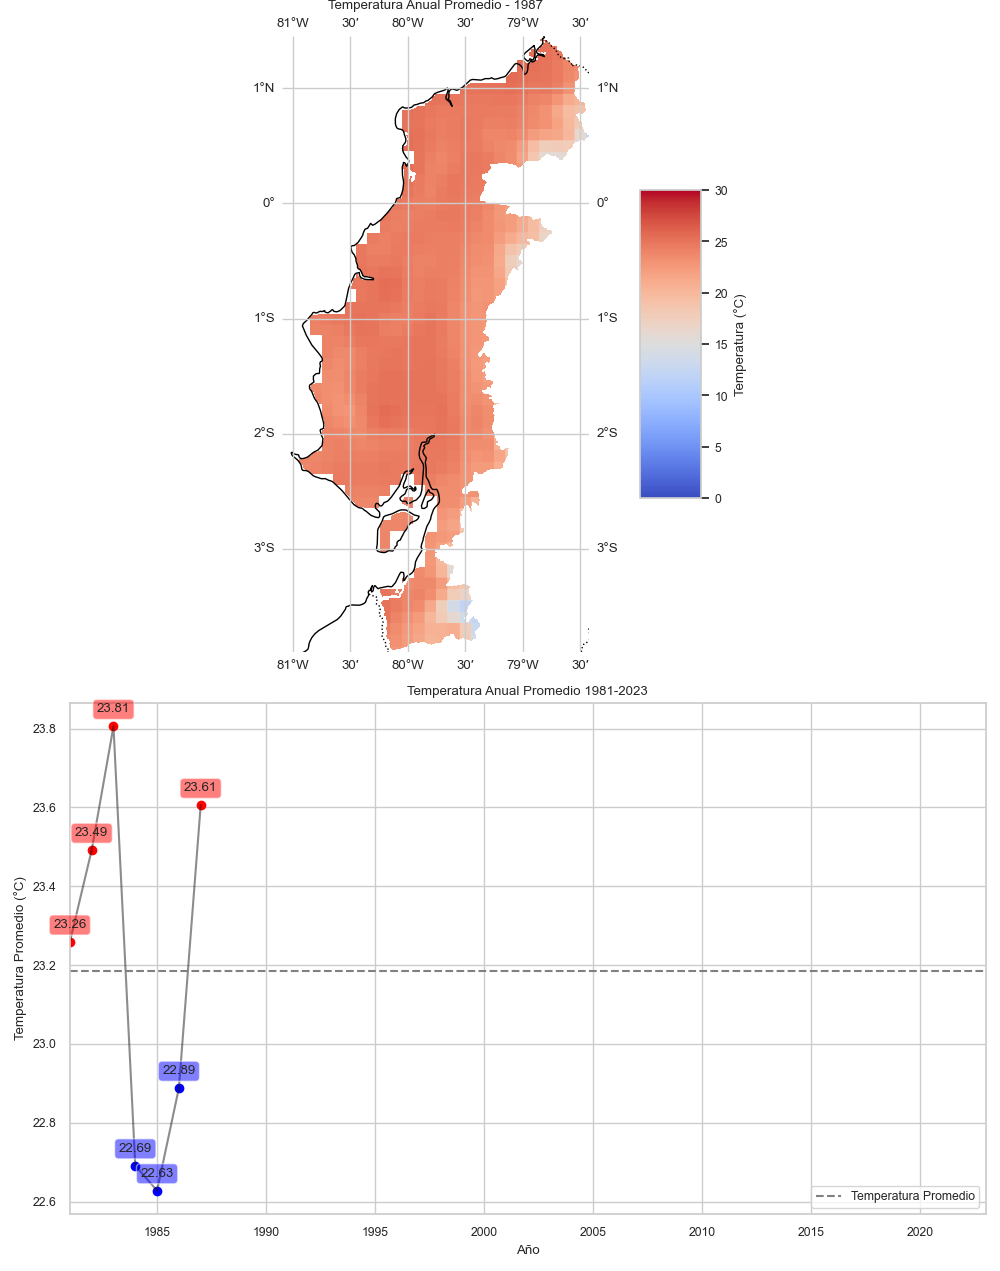 Temperatura Anual Promedio - 1987
81°W 30′ 80°W 30′ 79°W 30′
1°N 1°N
0° 0°
1°S 1°S
2°S 2°S
3°S 3°S
81°W 30′ 80°W 30′ 79°W 30′
30
25
20
15
10
5
0
Temperatura (°C)
Temperatura Anual Promedio 1981-2023
23.8
23.6
23.4
23.2
23.0
22.8
22.6
Temperatura Promedio (°C)
23.26
23.49
23.81
22.69
22.63
22.89
23.61
Temperatura Promedio
1985 1990 1995 2000 2005 2010 2015 2020
Año